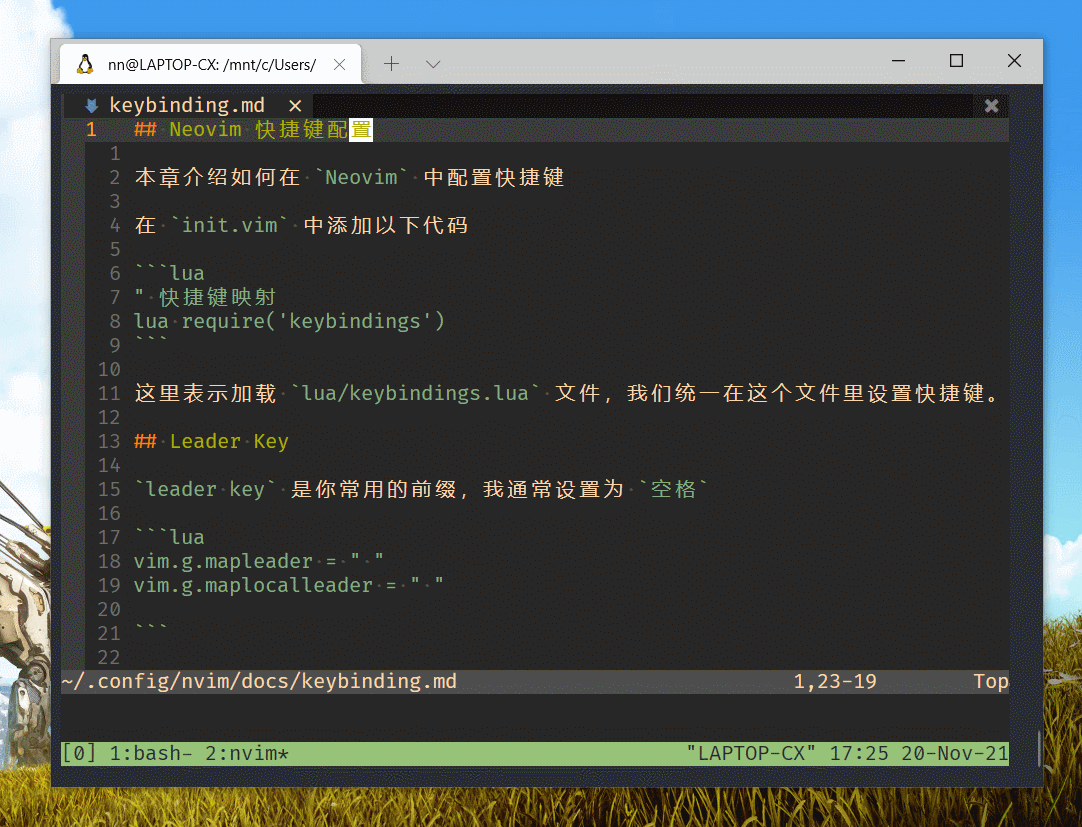 nn@LAPTOP-CX: /mnt/c/Users/
keybinding.md
1 ## Neovim 快捷键配置
1
2 本章介绍如何在 `Neovim` 中配置快捷键
3
4 在 `init.vim` 中添加以下代码
5
6 ```lua
7 " 快捷键映射
8 lua require('keybindings')
9 ```
10
11 这里表示加载 `lua/keybindings.lua` 文件，我们统一在这个文件里设置快捷键。
12
13 ## Leader Key
14
15 `leader key` 是你常用的前缀，我通常设置为 `空格`
16
17 ```lua
18 vim.g.mapleader = " "
19 vim.g.maplocalleader = " "
20
21 ```
22
~/.config/nvim/docs/keybinding.md 1,23-19 Top
[0] 1:bash- 2:nvim* "LAPTOP-CX" 17:25 20-Nov-21